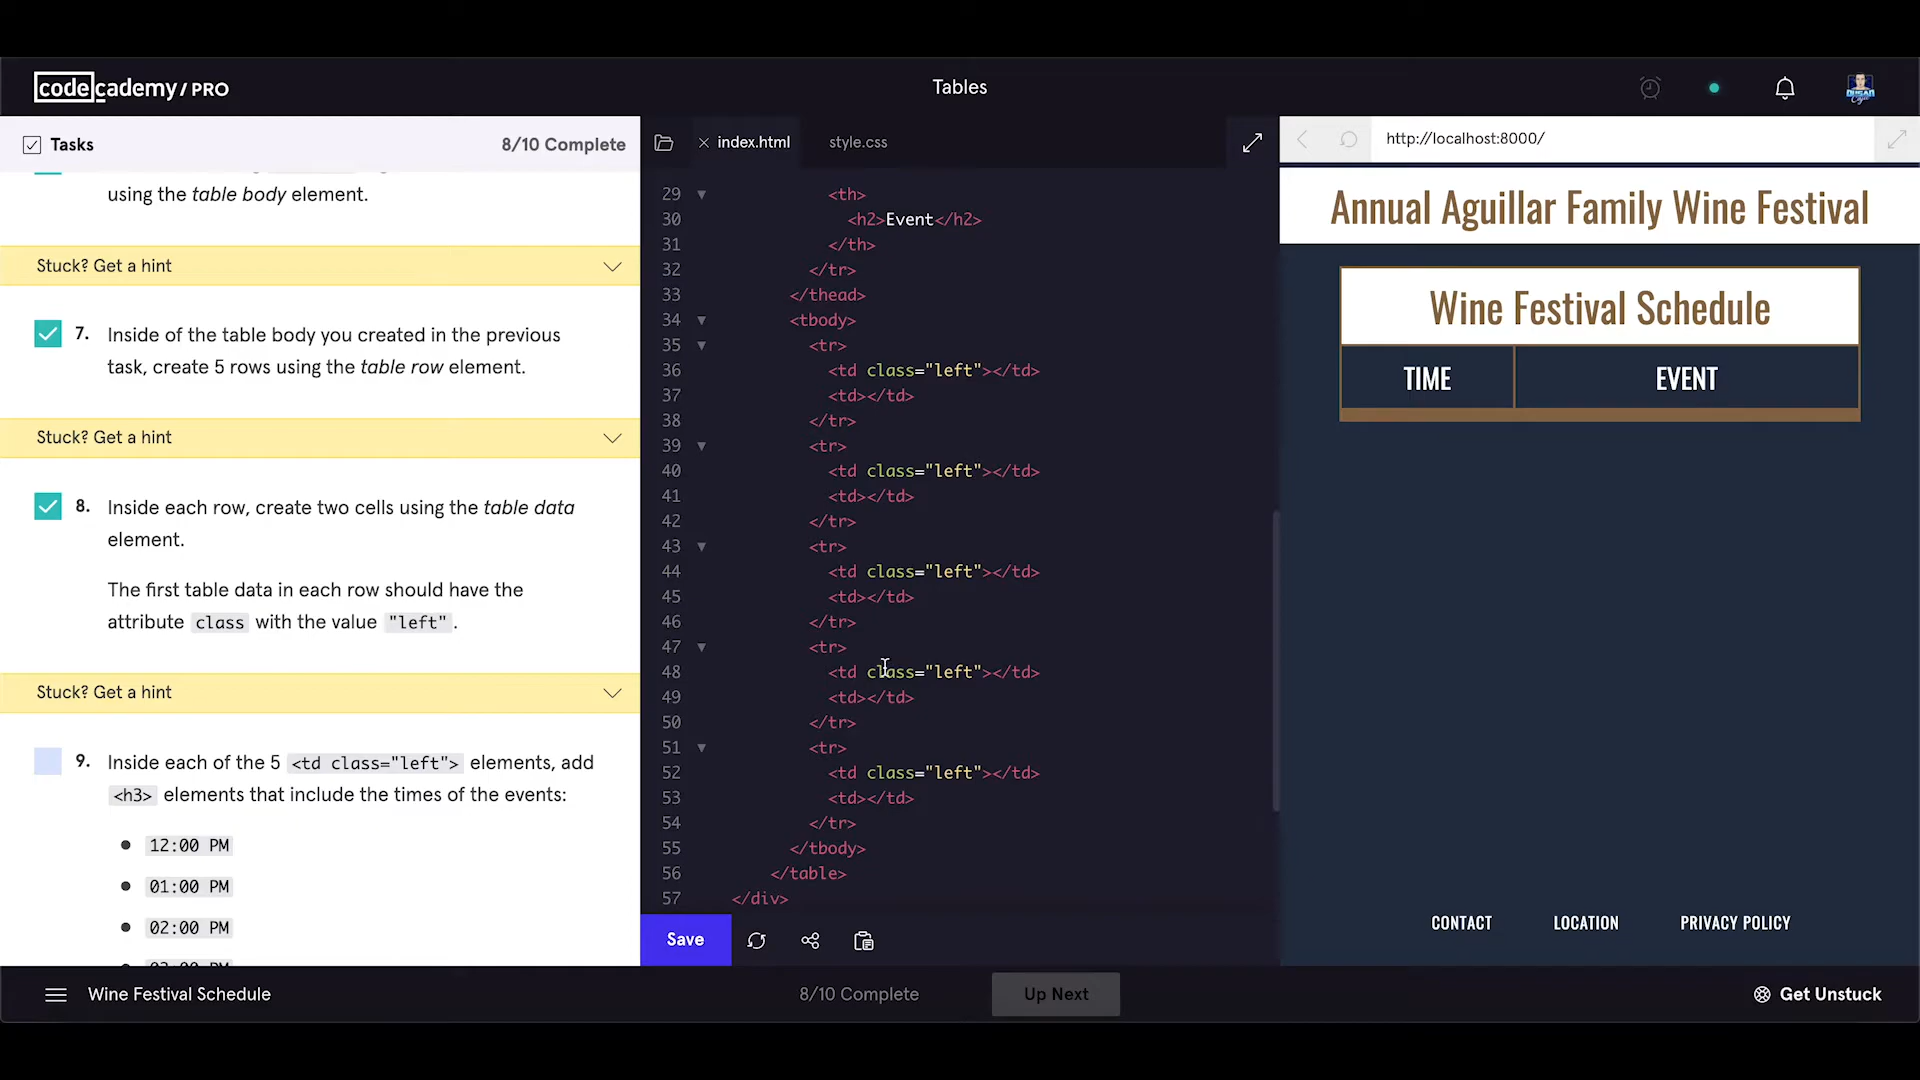 codecademy/PRO
Tables
Tasks
8/10 Complete
using the table body element.
Stuck? Get a hint
7. Inside of the table body you created in the previous
task, create 5 rows using the table row element.
Stuck? Get a hint
8. Inside each row, create two cells using the table data
element.
The first table data in each row should have the
attribute class with the value "left".
Stuck? Get a hint
9. Inside each of the 5 <td class="left"> elements, add
<h3> elements that include the times of the events:
12:00 PM
01:00 PM
02:00 PM
index.html
style.css
29 <th>
30 <h2>Event</h2>
31 </th>
32 </tr>
33 </thead>
34 <tbody>
35 <tr>
36 <td class="left"></td>
37 <td></td>
38 </tr>
39 <tr>
40 <td class="left"></td>
41 <td></td>
42 </tr>
43 <tr>
44 <td class="left"></td>
45 <td></td>
46 </tr>
47 <tr>
48 <td class="left"></td>
49 <td></td>
50 </tr>
51 <tr>
52 <td class="left"></td>
53 <td></td>
54 </tr>
55 </tbody>
56 </table>
57 </div>
Save
http://localhost:8000/
Annual Aguillar Family Wine Festival
Wine Festival Schedule
TIME EVENT
CONTACT LOCATION PRIVACY POLICY
Wine Festival Schedule
8/10 Complete
Up Next
Get Unstuck